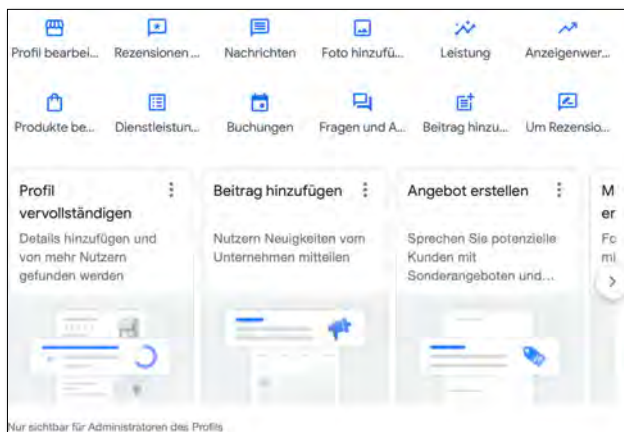 Profil bearbei... Rezensionen ... Nachrichten Foto hinzufü... Leistung Anzeigenwer...
Produkte be... Dienstleistun... Buchungen Fragen und A... Beitrag hinzu... Um Rezensio...
Profil
vervollständigen
Details hinzufügen und
von mehr Nutzern
gefunden werden
Beitrag hinzufügen
Nutzern Neuigkeiten vom
Unternehmen mitteilen
Angebot erstellen
Sprechen Sie potenzielle
Kunden mit
Sonderangeboten und...
M
er
Fo
mi
Nur sichtbar für Administratoren des Profils